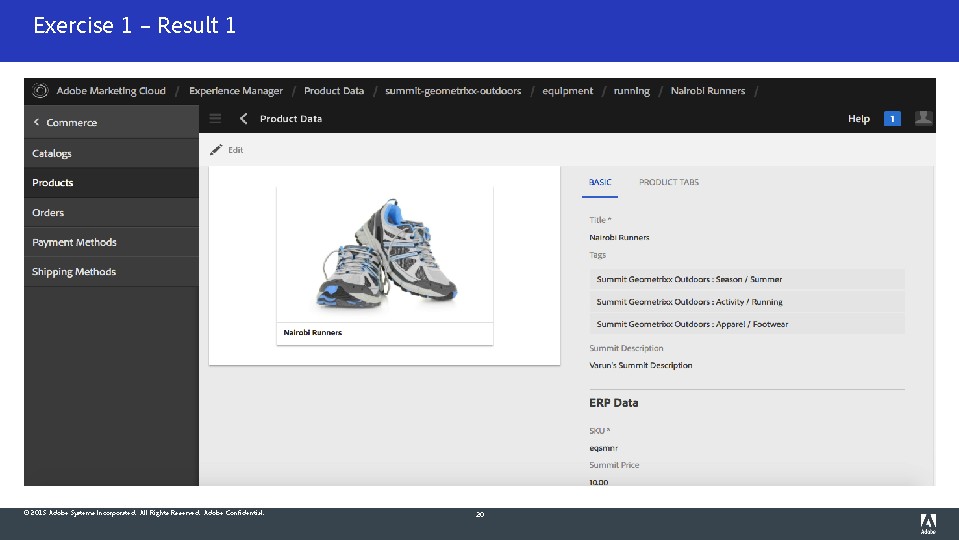 Exercise 1 – Result 1
Adobe Marketing Cloud / Experience Manager / Product Data / summit-geometrixx-outdoors / equipment / running / Nairobi Runners /
Commerce
Product Data
Help
1
Catalogs
Edit
Products
Orders
Payment Methods
Shipping Methods
Nairobi Runners
BASIC
PRODUCT TABS
Title *
Nairobi Runners
Tags
Summit Geometrixx Outdoors : Season / Summer
Summit Geometrixx Outdoors : Activity / Running
Summit Geometrixx Outdoors : Apparel / Footwear
Summit Description
Varun's Summit Description
ERP Data
SKU *
eqsmnr
Summit Price
10.00
© 2015 Adobe Systems Incorporated. All Rights Reserved. Adobe Confidential.
20
Adobe